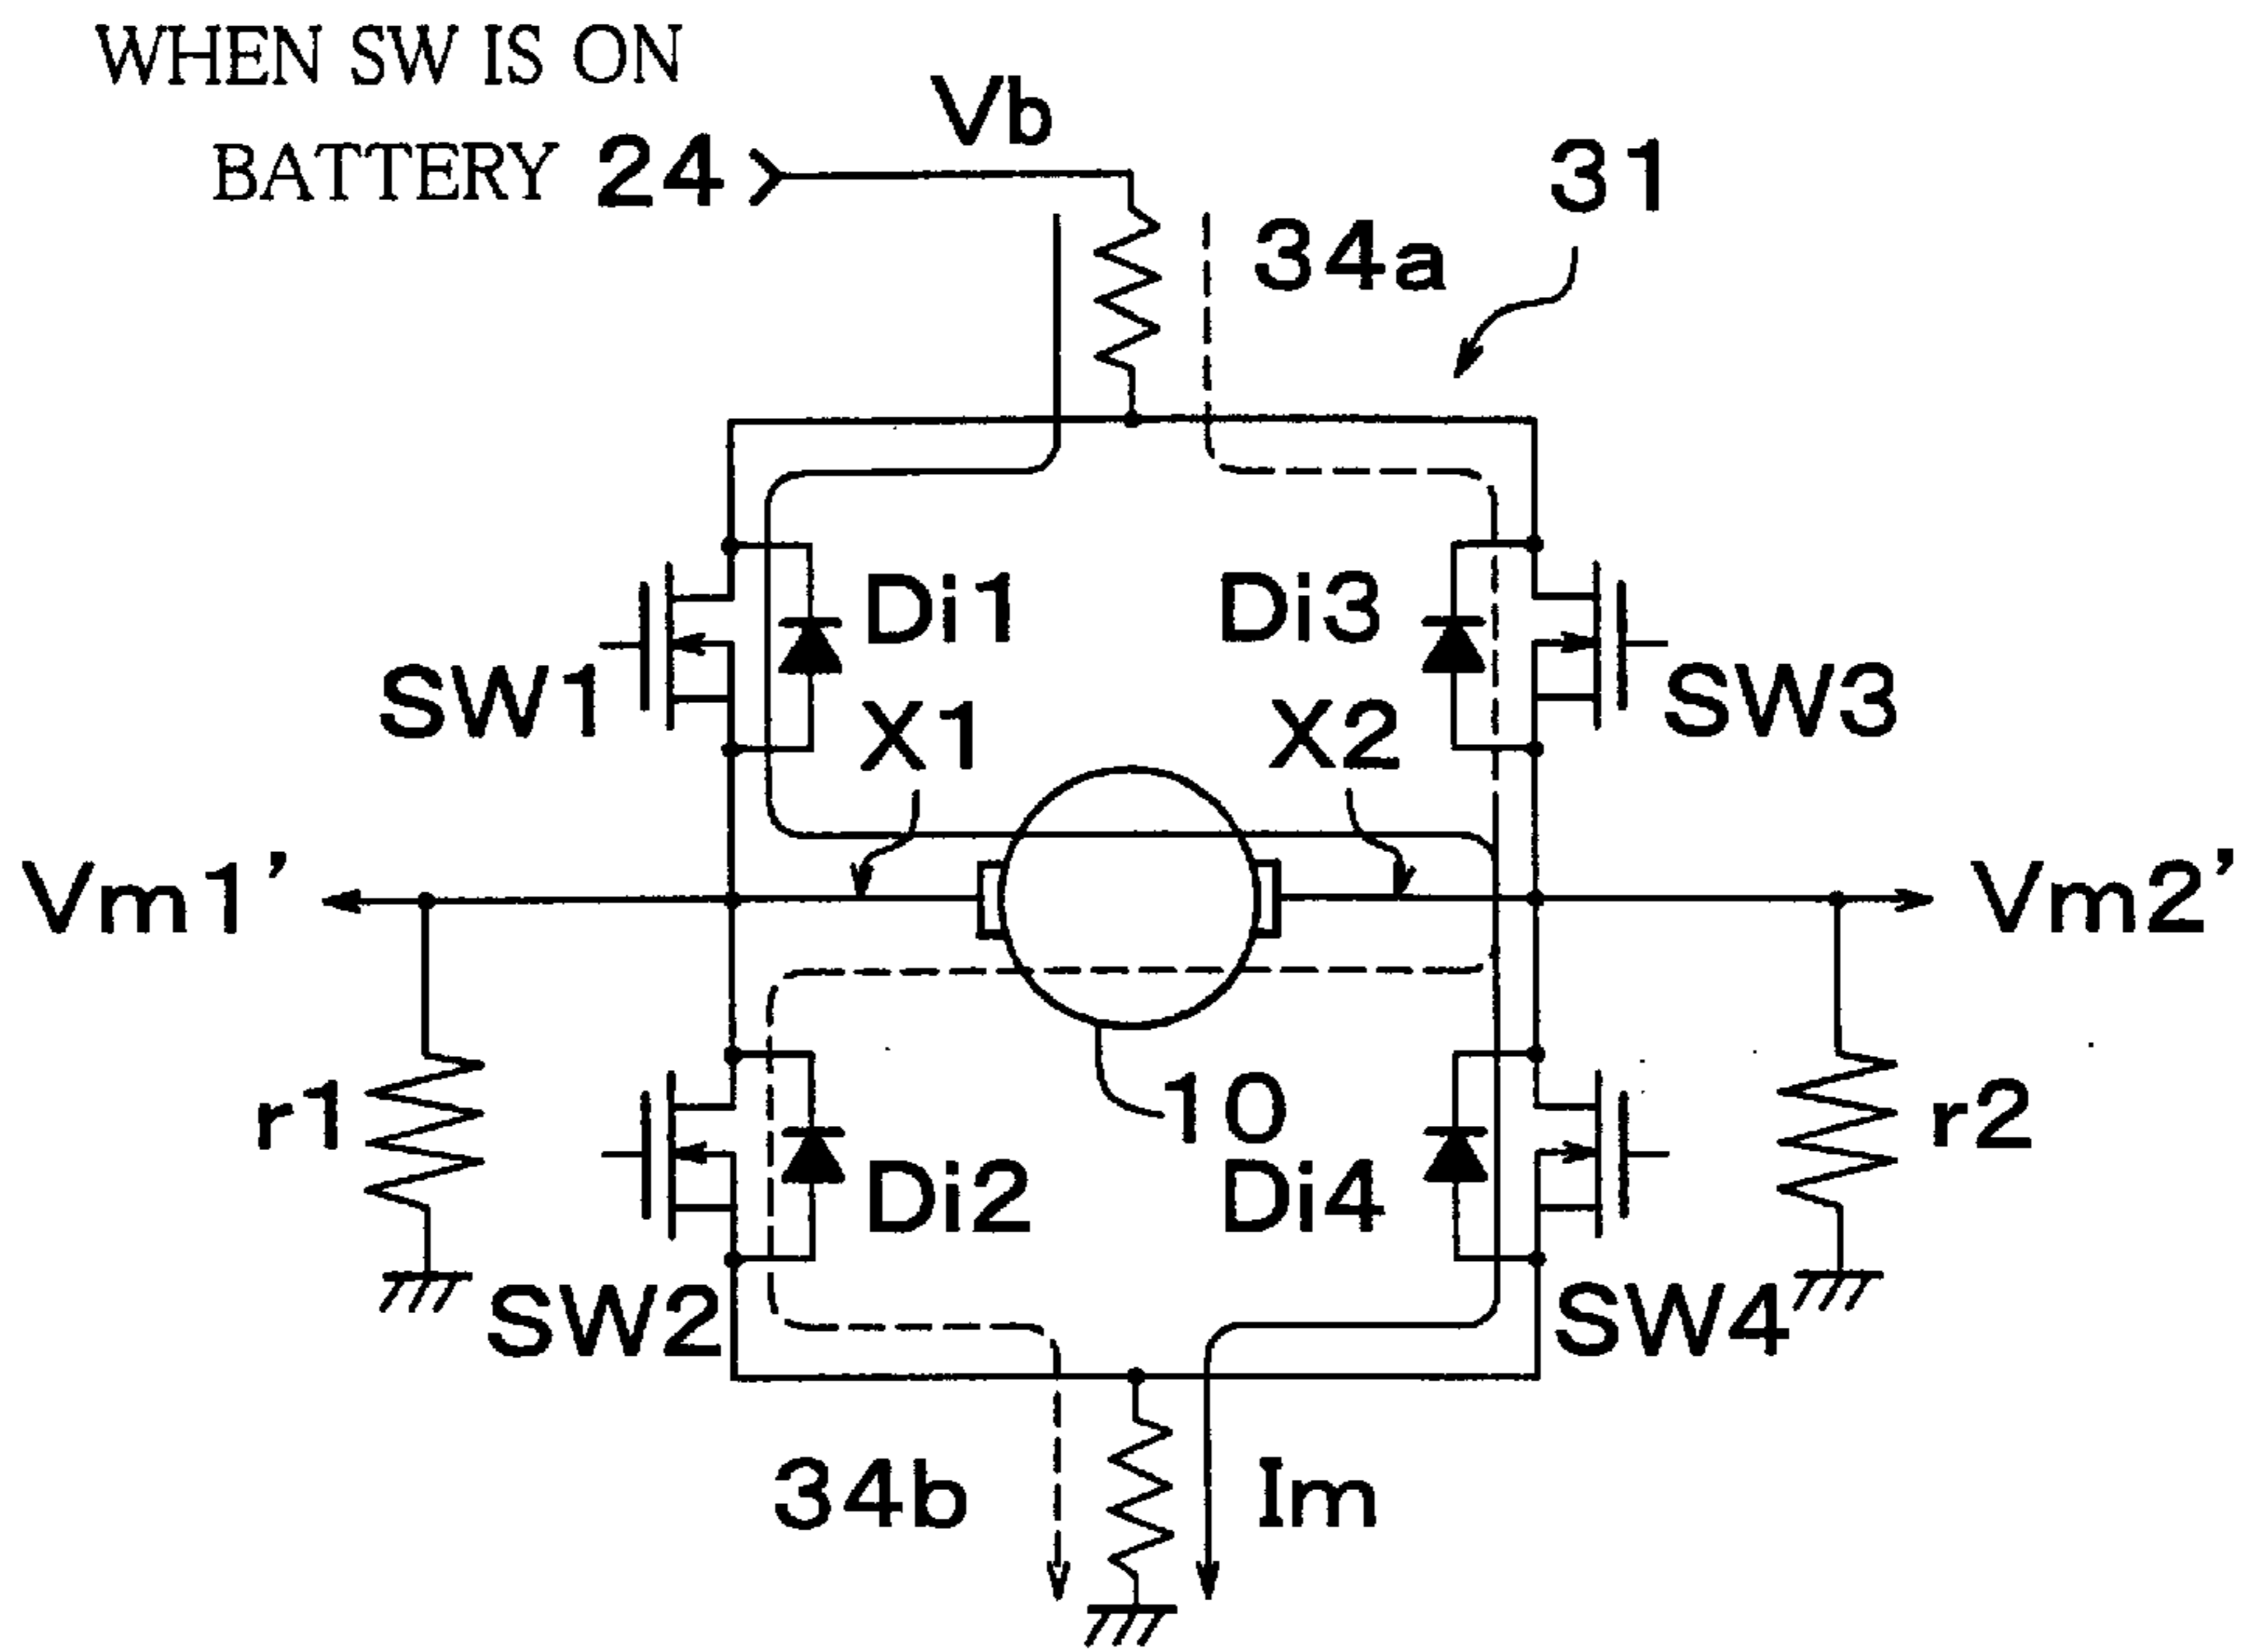 WHEN SW IS ON
Vb
BATTERY 24
31
34a
Di1
Di3
SW1
SW3
X1
X2
Vm1'
Vm2'
r1
10
r2
Di2
Di4
SW2
SW4
34b
Im